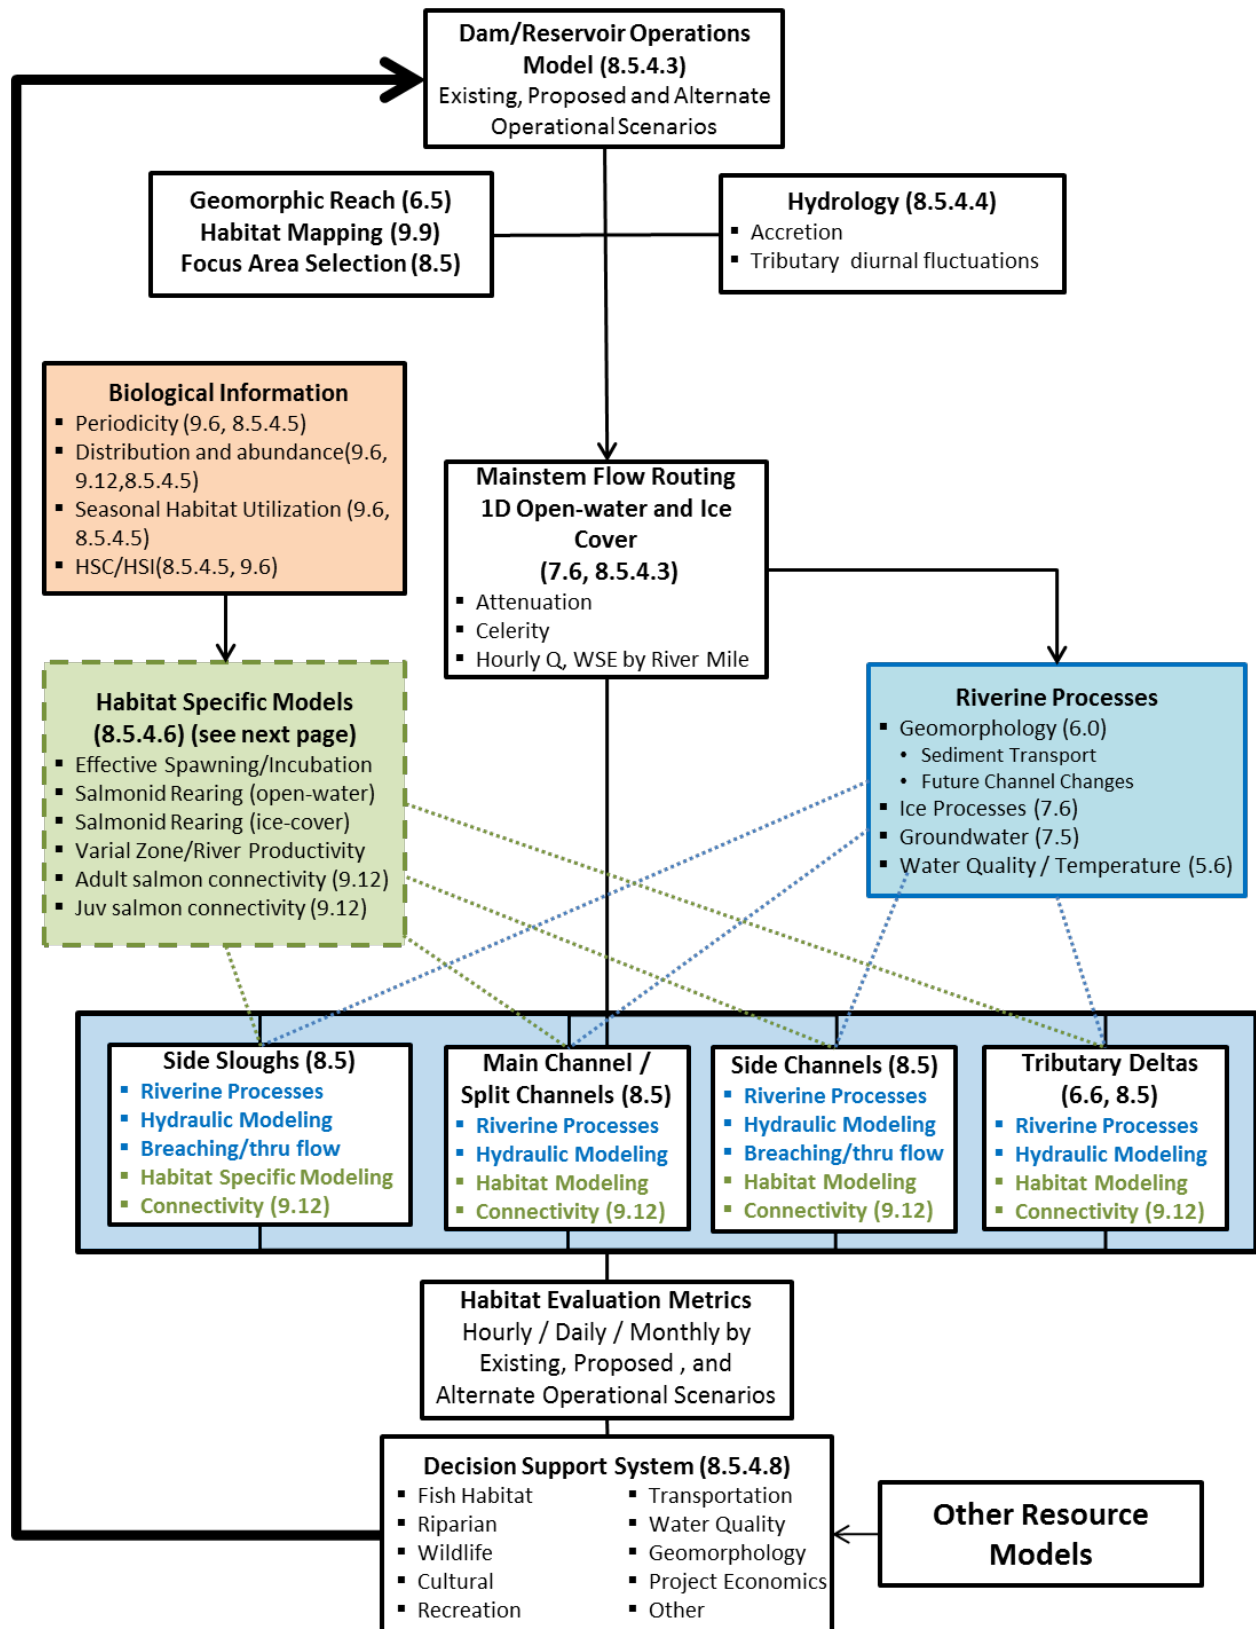 Dam/Reservoir Operations
Model (8.5.4.3)
Existing, Proposed and Alternate
Operational Scenarios
Geomorphic Reach (6.5)
Habitat Mapping (9.9)
Focus Area Selection (8.5)
Hydrology (8.5.4.4)
▪ Accretion
▪ Tributary diurnal fluctuations
Biological Information
▪ Periodicity (9.6, 8.5.4.5)
▪ Distribution and abundance(9.6,
9.12,8.5.4.5)
▪ Seasonal Habitat Utilization (9.6,
8.5.4.5)
▪ HSC/HSI(8.5.4.5, 9.6)
Mainstem Flow Routing
1D Open-water and Ice
Cover
(7.6, 8.5.4.3)
▪ Attenuation
▪ Celerity
▪ Hourly Q, WSE by River Mile
Habitat Specific Models
(8.5.4.6) (see next page)
▪ Effective Spawning/Incubation
▪ Salmonid Rearing (open-water)
▪ Salmonid Rearing (ice-cover)
▪ Varial Zone/River Productivity
▪ Adult salmon connectivity (9.12)
▪ Juv salmon connectivity (9.12)
Riverine Processes
▪ Geomorphology (6.0)
• Sediment Transport
• Future Channel Changes
▪ Ice Processes (7.6)
▪ Groundwater (7.5)
▪ Water Quality / Temperature (5.6)
Side Sloughs (8.5)
▪ Riverine Processes
▪ Hydraulic Modeling
▪ Breaching/thru flow
▪ Habitat Specific Modeling
▪ Connectivity (9.12)
Main Channel /
Split Channels (8.5)
▪ Riverine Processes
▪ Hydraulic Modeling
▪ Habitat Modeling
▪ Connectivity (9.12)
Side Channels (8.5)
▪ Riverine Processes
▪ Hydraulic Modeling
▪ Breaching/thru flow
▪ Habitat Modeling
▪ Connectivity (9.12)
Tributary Deltas
(6.6, 8.5)
▪ Riverine Processes
▪ Hydraulic Modeling
▪ Habitat Modeling
▪ Connectivity (9.12)
Habitat Evaluation Metrics
Hourly / Daily / Monthly by
Existing, Proposed , and
Alternate Operational Scenarios
Decision Support System (8.5.4.8)
▪ Fish Habitat
▪ Riparian
▪ Wildlife
▪ Cultural
▪ Recreation
▪ Transportation
▪ Water Quality
▪ Geomorphology
▪ Project Economics
▪ Other
Other Resource
Models